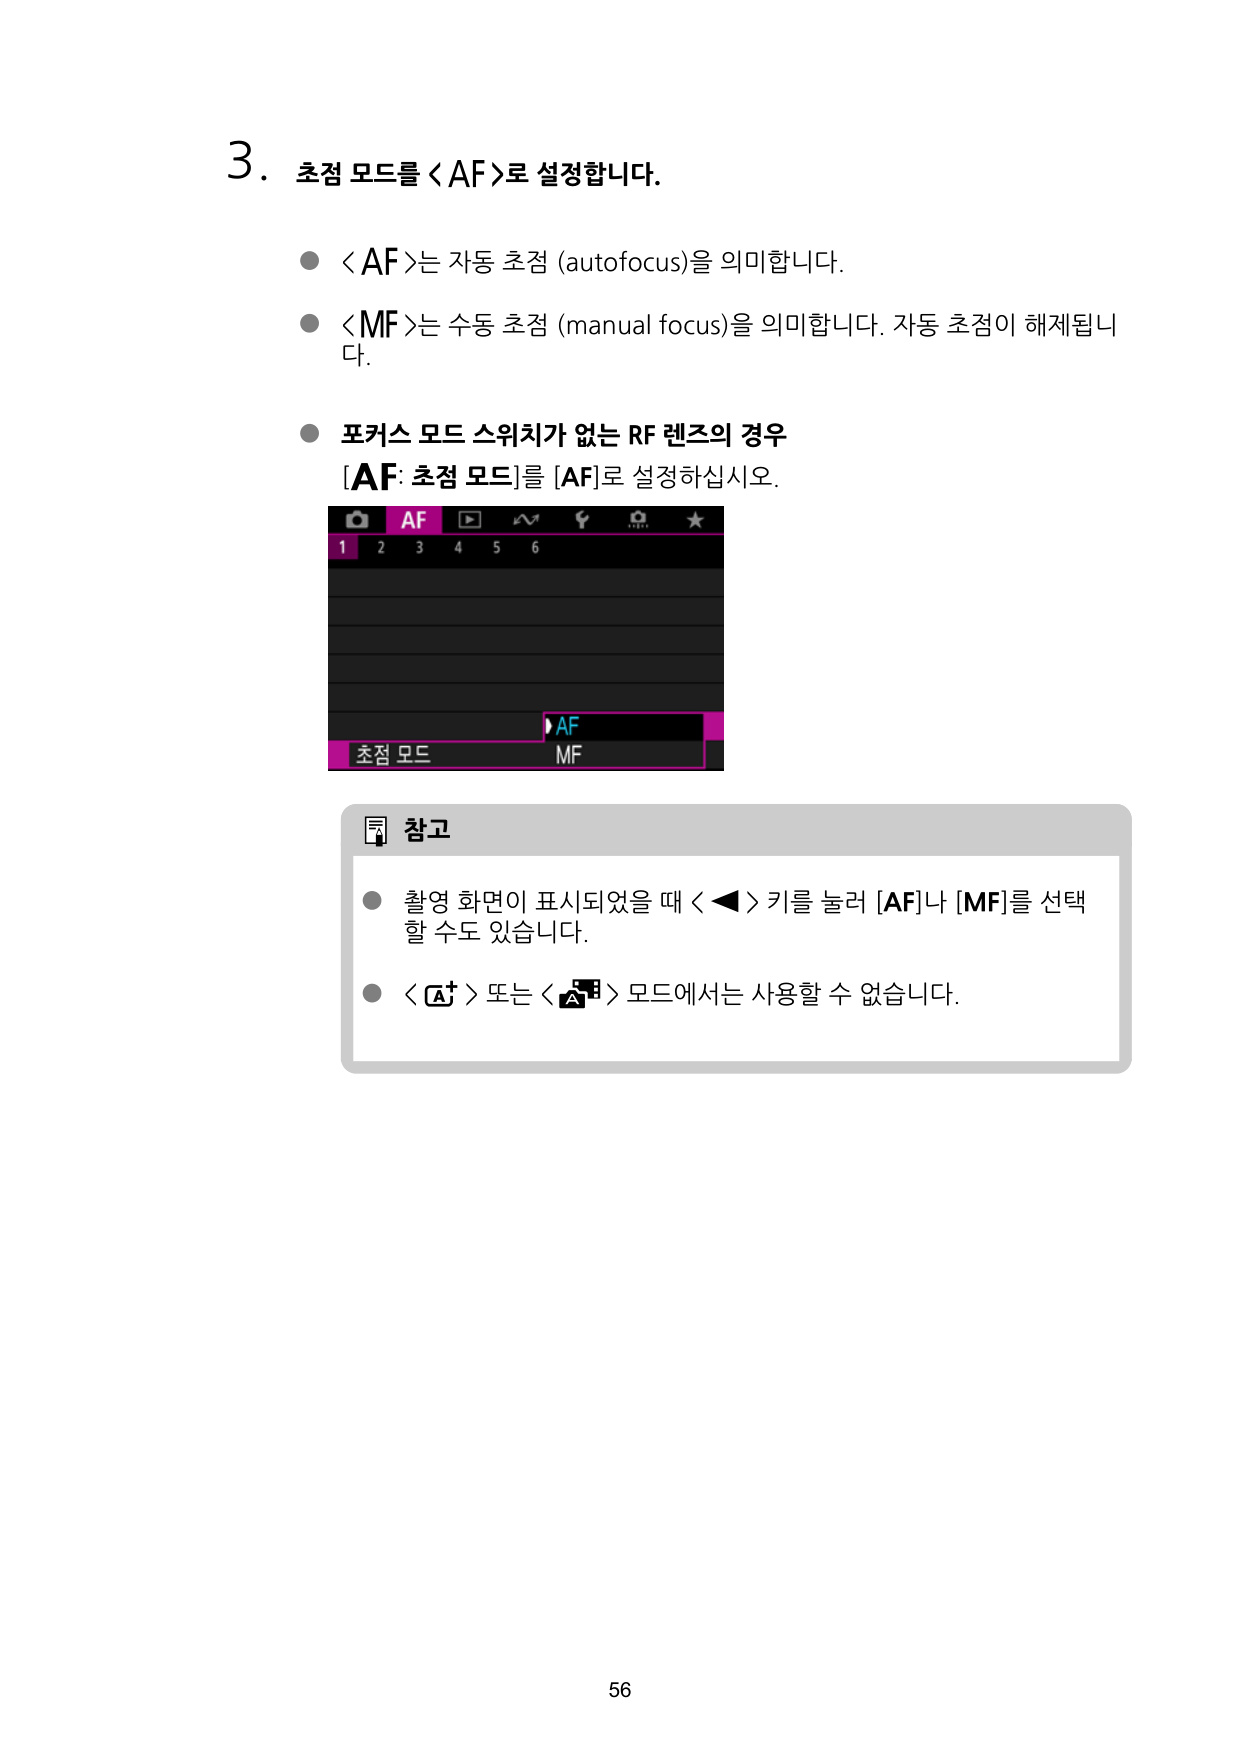 3. 초점 모드를 <AF>로 설정합니다.
● <AF>는 자동 초점 (autofocus)을 의미합니다.
● <MF>는 수동 초점 (manual focus)을 의미합니다. 자동 초점이 해제됩니
다.
● 포커스 모드 스위치가 없는 RF 렌즈의 경우
[AF: 초점 모드]를 [AF]로 설정하십시오.
AF
1 2 3 4 5 6
AF
초점 모드 MF
참고
● 촬영 화면이 표시되었을 때 <◀> 키를 눌러 [AF]나 [MF]를 선택
할 수도 있습니다.
● <A+> 또는 <A> 모드에서는 사용할 수 없습니다.
56